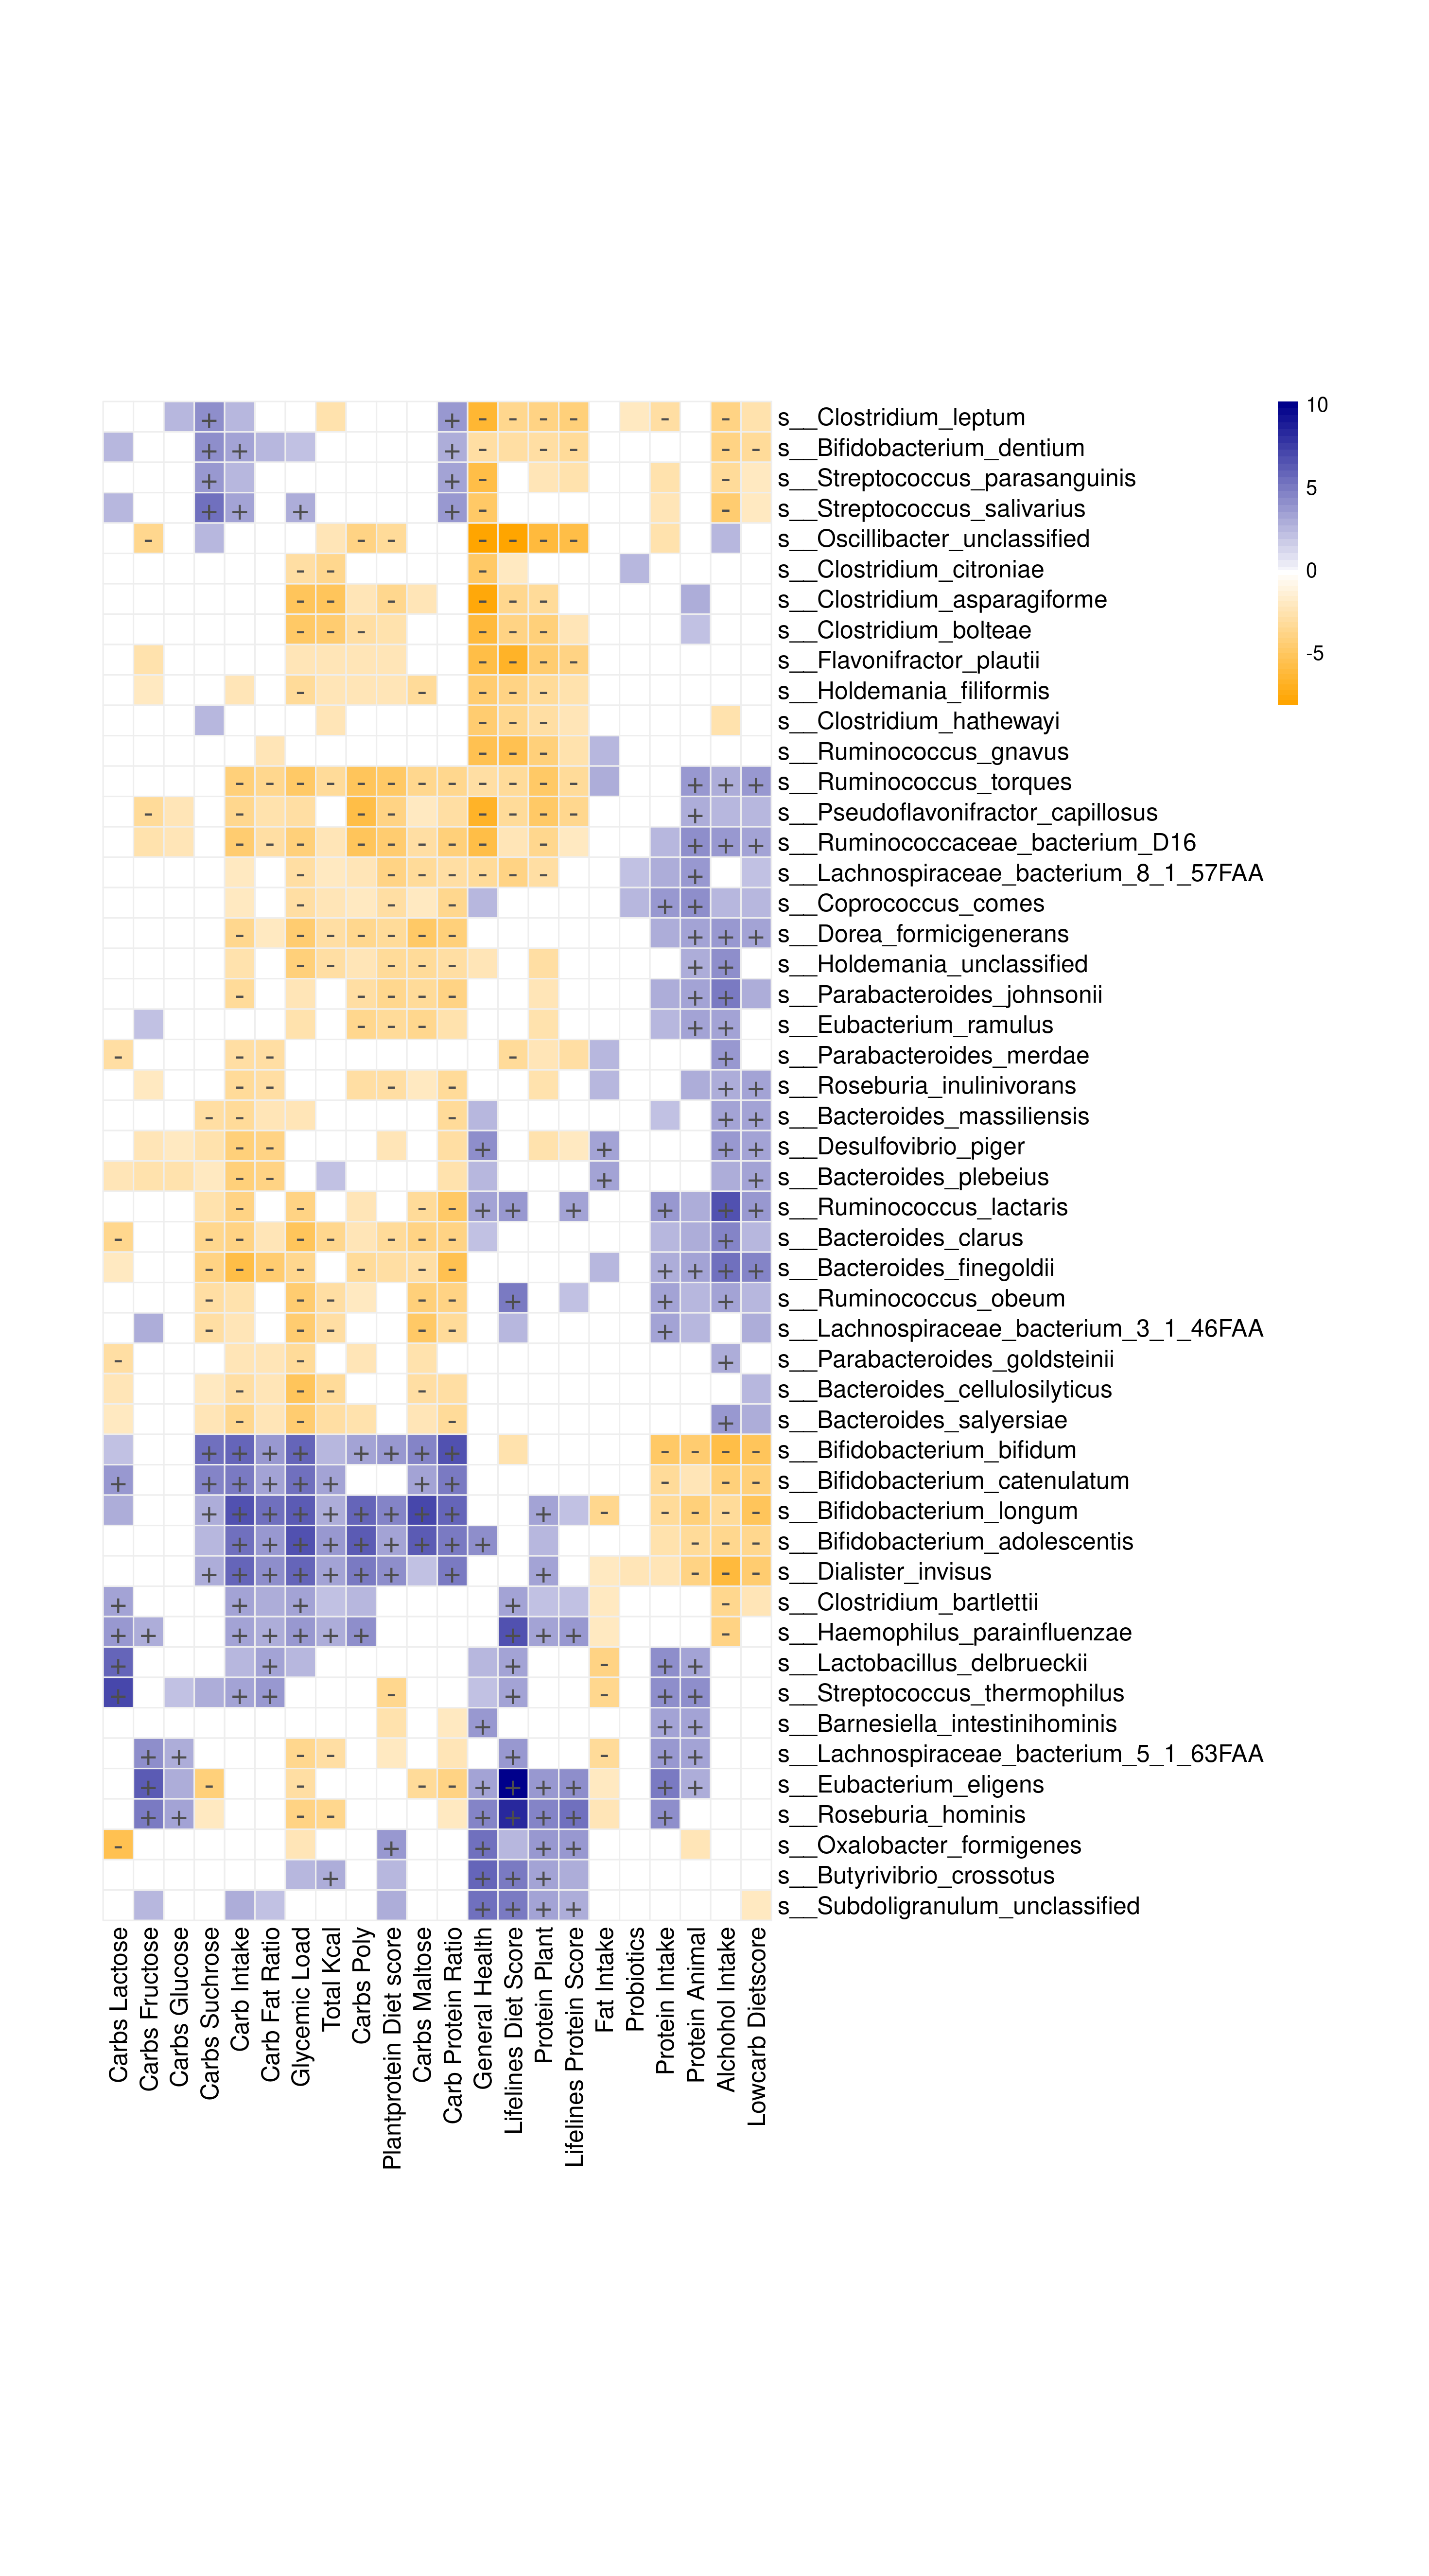 s__Clostridium_leptum
s__Bifidobacterium_dentium
s__Streptococcus_parasanguinis
s__Streptococcus_salivarius
s__Oscillibacter_unclassified
s__Clostridium_citroniae
s__Clostridium_asparagiforme
s__Clostridium_bolteae
s__Flavonifractor_plautii
s__Holdemania_filiformis
s__Clostridium_hathewayi
s__Ruminococcus_gnavus
s__Ruminococcus_torques
s__Pseudoflavonifractor_capillosus
s__Ruminococcaceae_bacterium_D16
s__Lachnospiraceae_bacterium_8_1_57FAA
s__Coprococcus_comes
s__Dorea_formicigenerans
s__Holdemania_unclassified
s__Parabacteroides_johnsonii
s__Eubacterium_ramulus
s__Parabacteroides_merdae
s__Roseburia_inulinivorans
s__Bacteroides_massiliensis
s__Desulfovibrio_piger
s__Bacteroides_plebeius
s__Ruminococcus_lactaris
s__Bacteroides_clarus
s__Bacteroides_finegoldii
s__Ruminococcus_obeum
s__Lachnospiraceae_bacterium_3_1_46FAA
s__Parabacteroides_goldsteinii
s__Bacteroides_cellulosilyticus
s__Bacteroides_salyersiae
s__Bifidobacterium_bifidum
s__Bifidobacterium_catenulatum
s__Bifidobacterium_longum
s__Bifidobacterium_adolescentis
s__Dialister_invisus
s__Clostridium_bartlettii
s__Haemophilus_parainfluenzae
s__Lactobacillus_delbrueckii
s__Streptococcus_thermophilus
s__Barnesiella_intestinihominis
s__Lachnospiraceae_bacterium_5_1_63FAA
s__Eubacterium_eligens
s__Roseburia_hominis
s__Oxalobacter_formigenes
s__Butyrivibrio_crossotus
s__Subdoligranulum_unclassified
10
5
0
-5
Carbs Lactose
Carbs Fructose
Carbs Glucose
Carbs Suchrose
Carb Intake
Carb Fat Ratio
Glycemic Load
Total Kcal
Carbs Poly
Plantprotein Diet score
Carbs Maltose
Carb Protein Ratio
General Health
Lifelines Diet Score
Protein Plant
Lifelines Protein Score
Fat Intake
Probiotics
Protein Intake
Protein Animal
Alchohol Intake
Lowcarb Dietscore